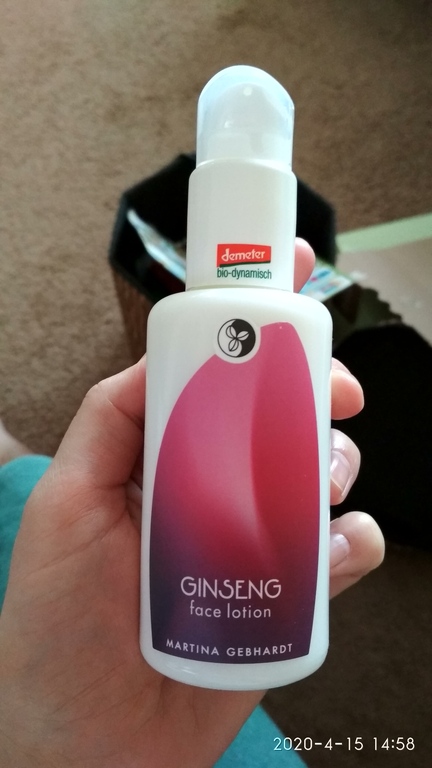 demeter
bio-dynamisch
GINSENG
face lotion
MARTINA GEBHARDT
2020-4-15 14:58